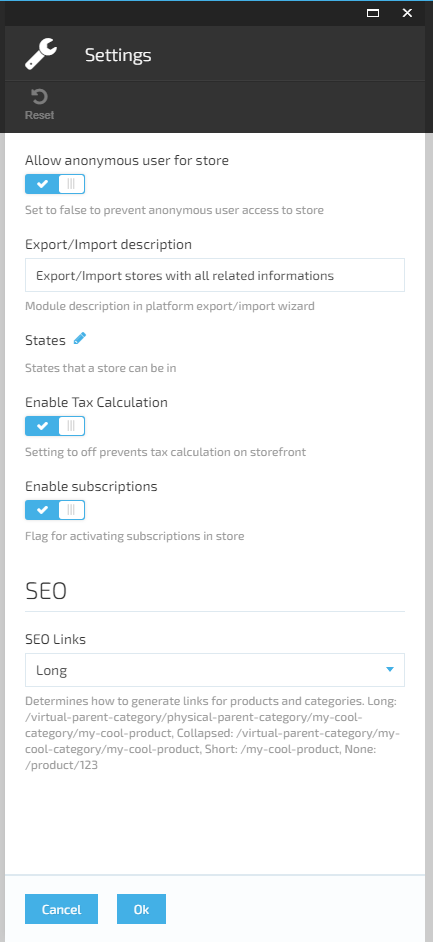 Settings
Reset
Allow anonymous user for store
Set to false to prevent anonymous user access to store
Export/Import description
Export/Import stores with all related informations
Module description in platform export/import wizard
States
States that a store can be in
Enable Tax Calculation
Setting to off prevents tax calculation on storefront
Enable subscriptions
Flag for activating subscriptions in store
SEO
SEO Links
Long
Determines how to generate links for products and categories. Long:
/virtual-parent-category/physical-parent-category/my-cool-
category/my-cool-product, Collapsed: /virtual-parent-category/my-
cool-category/my-cool-product, Short: /my-cool-product, None:
/product/123
Cancel
Ok